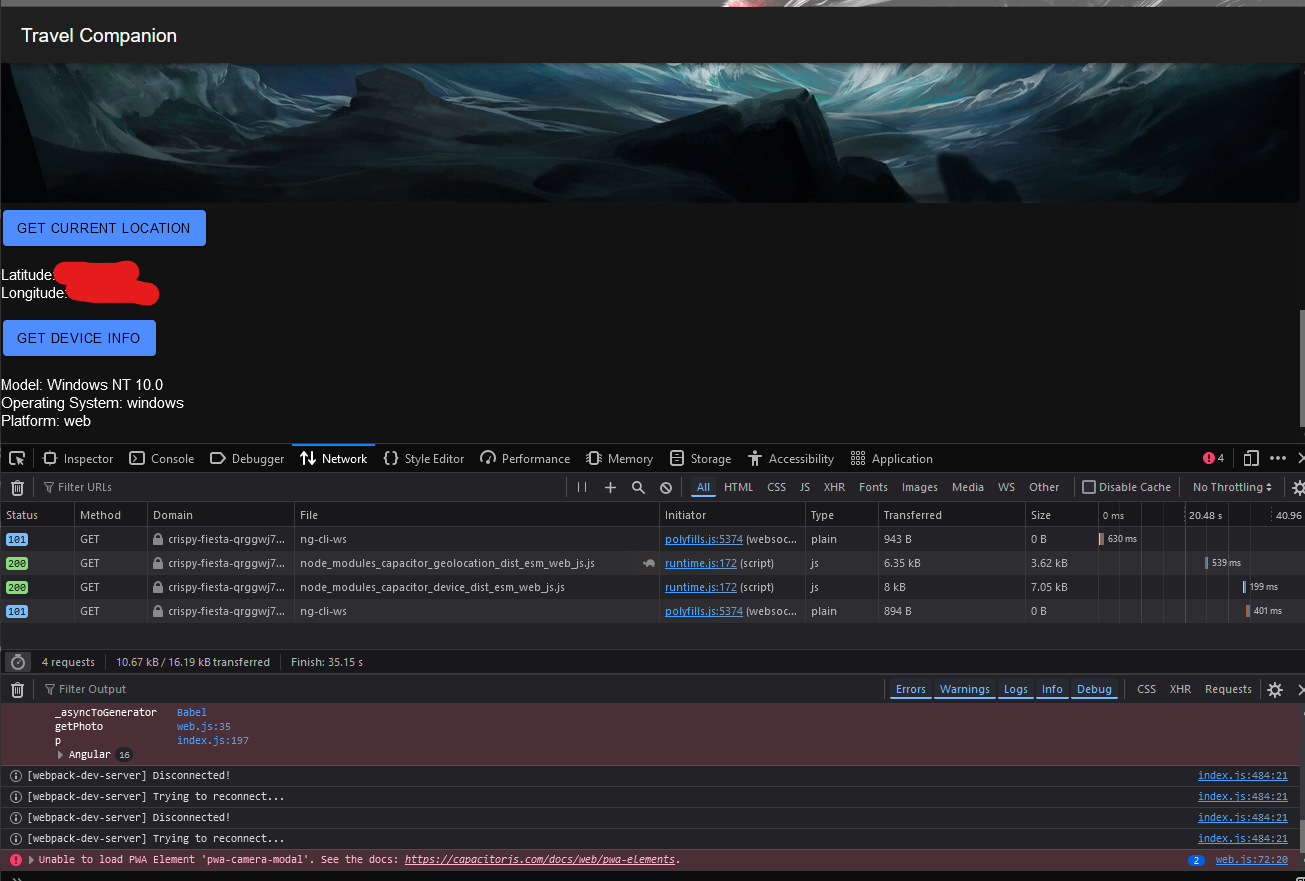 Travel Companion
GET CURRENT LOCATION
Latitude:
Longitude:
GET DEVICE INFO
Model: Windows NT 10.0
Operating System: windows
Platform: web
Inspector Console Debugger Network Style Editor Performance Memory Storage Accessibility Application 4
Filter URLs All HTML CSS JS XHR Fonts Images Media WS Other Disable Cache No Throttling
Status Method Domain File Initiator Type Transferred Size 0 ms 20.48 s 40.96
101 GET crispy-fiesta-qrggwj7... ng-cli-ws polyfills.js:5374 (websoc... plain 943 B 0 B 630 ms
200 GET crispy-fiesta-qrggwj7... node_modules_capacitor_geolocation_dist_esm_web_js.js runtime.js:172 (script) js 6.35 kB 3.62 kB 539 ms
200 GET crispy-fiesta-qrggwj7... node_modules_capacitor_device_dist_esm_web_js.js runtime.js:172 (script) js 8 kB 7.05 kB 199 ms
101 GET crispy-fiesta-qrggwj7... ng-cli-ws polyfills.js:5374 (websoc... plain 894 B 0 B 401 ms
4 requests 10.67 kB / 16.19 kB transferred Finish: 35.15 s
Filter Output Errors Warnings Logs Info Debug CSS XHR Requests
_asyncToGenerator Babel
getPhoto web.js:35
p index.js:197
Angular 16
[webpack-dev-server] Disconnected! index.js:484:21
[webpack-dev-server] Trying to reconnect... index.js:484:21
[webpack-dev-server] Disconnected! index.js:484:21
[webpack-dev-server] Trying to reconnect... index.js:484:21
Unable to load PWA Element 'pwa-camera-modal'. See the docs: https://capacitorjs.com/docs/web/pwa-elements. 2 web.js:72:20